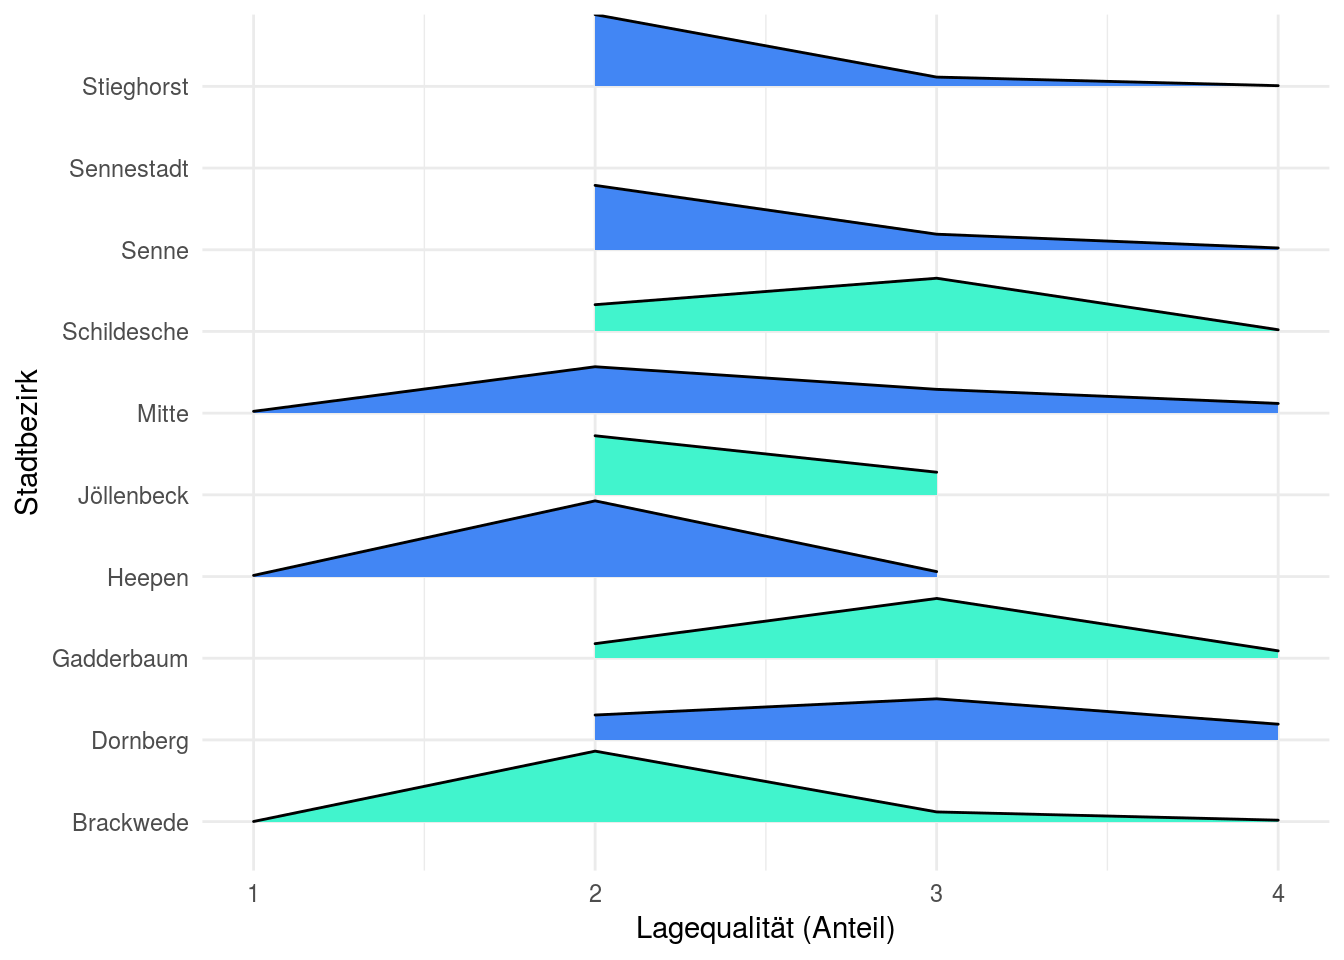 Stieghorst
Sennestadt
Senne
Schildesche
Mitte
Jöllenbeck
Heepen
Gadderbaum
Dornberg
Brackwede
Stadtbezirk
1 2 3 4
Lagequalität (Anteil)